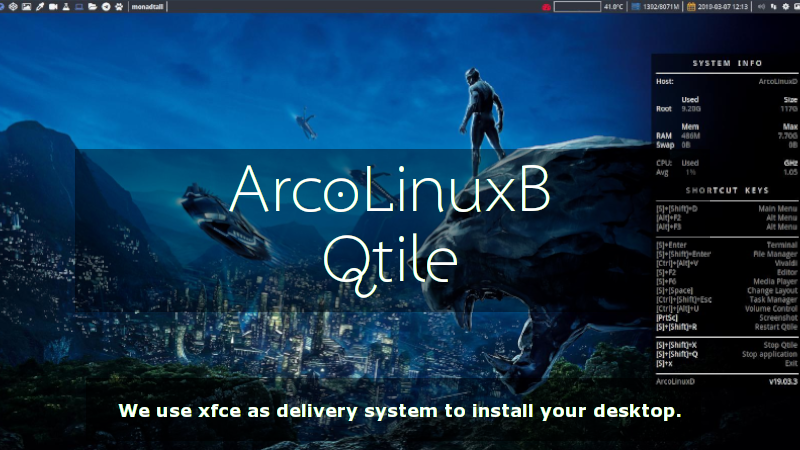 monadtall
41.0°C
1392/8071M
2019-03-07 12:13
SYSTEM INFO
Host: ArcoLinuxD
Used Size
Root 9.28G 117G
Mem Max
RAM 486M 7.70G
Swap 0B 0B
CPU: Used GHz
Avg 1% 1.05
SHORTCUT KEYS
[S]+[Shift]+D Main Menu
[Alt]+F2 Alt Menu
[Alt]+F3 Alt Menu
[S]+Enter Terminal
[S]+[Shift]+Enter File Manager
[Ctrl]+[Alt]+V Vivaldi
[S]+F2 Editor
[S]+F6 Media Player
[S]+[Space] Change Layout
[Ctrl]+[Shift]+Esc Task Manager
[Ctrl]+[Alt]+U Volume Control
[PrtSc] Screenshot
[S]+[Shift]+R Restart Qtile
[S]+[Shift]+X Stop Qtile
[S]+[Shift]+Q Stop application
[S]+x Exit
ArcoLinuxD v19.03.3
ArcoLinuxB
Qtile
We use xfce as delivery system to install your desktop.